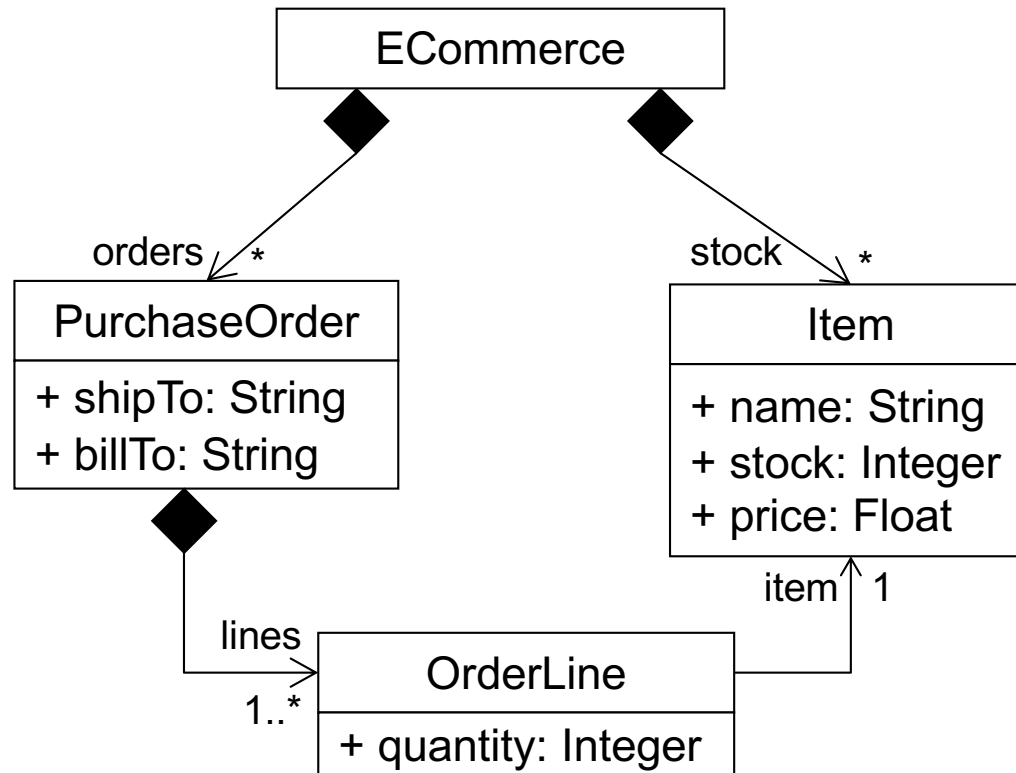 ECommerce
orders
*
stock
*
PurchaseOrder
+ shipTo: String
+ billTo: String
Item
+ name: String
+ stock: Integer
+ price: Float
item
1
lines
1..*
OrderLine
+ quantity: Integer